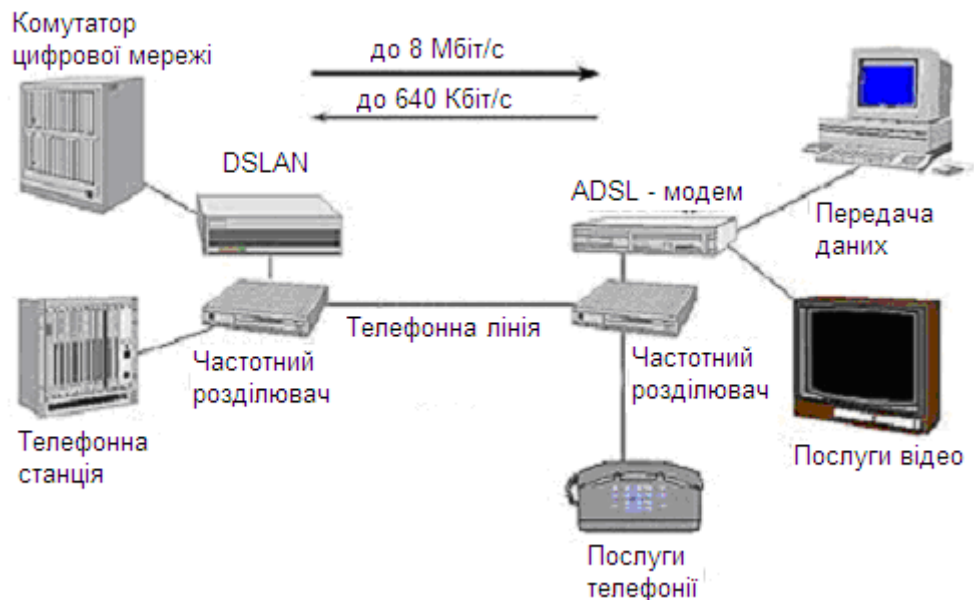 Комутатор
цифрової мережі
до 8 Мбіт/с
до 640 Кбіт/с
DSLAN
ADSL - модем
Передача
даних
Телефонна лінія
Частотний
розділювач
Частотний
розділювач
Телефонна
станція
Послуги відео
Послуги
телефонії